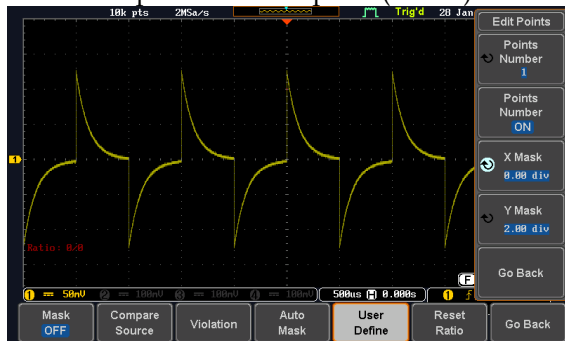 10k pts 2MSa/s Trig'd 20 Jan
Edit Points
Points
Number
1
Points
Number
ON
X Mask
0.00 div
Y Mask
2.00 div
Go Back
1
Ratio: 0/0
F
1 50mV 2 100mV 3 100mV 4 100mV 500us H 0.000s 1
Mask
OFF
Compare
Source
Violation
Auto
Mask
User
Define
Reset
Ratio
Go Back